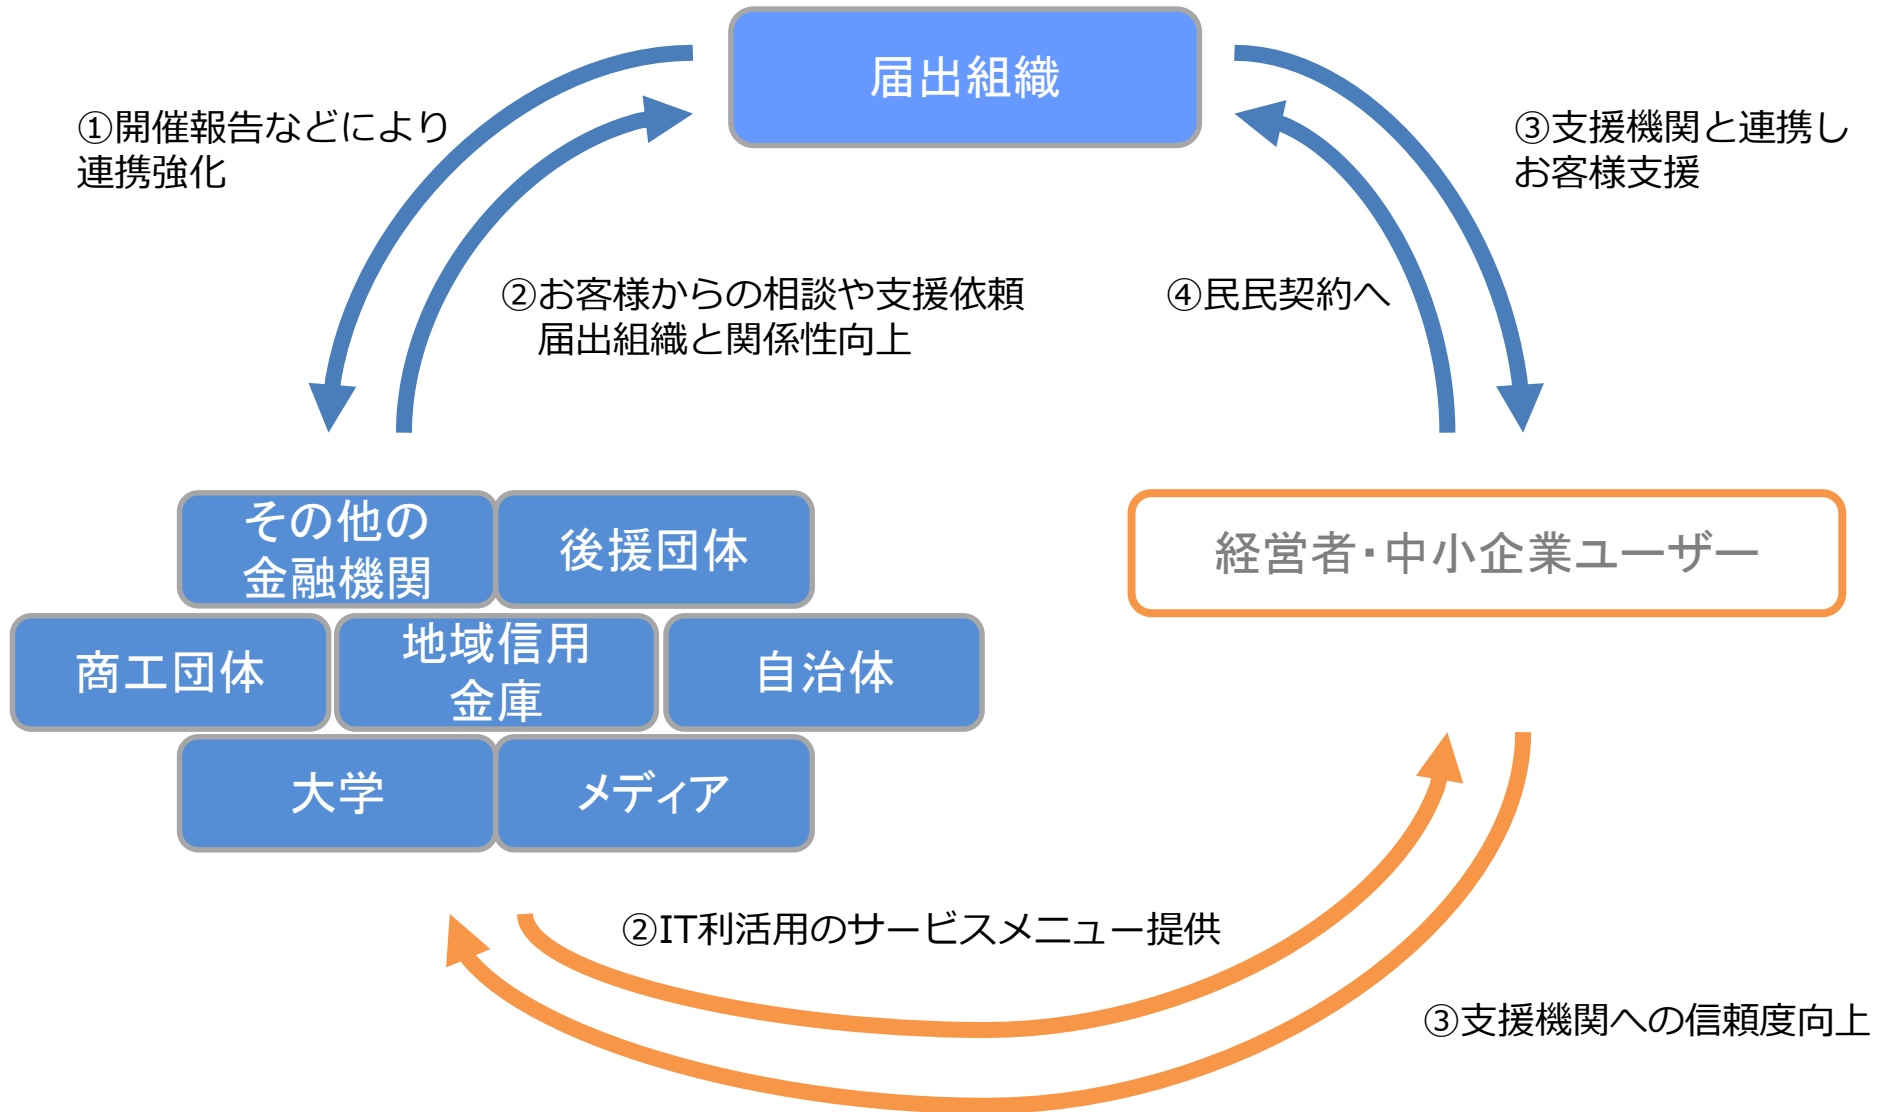 届出組織
①開催報告などにより
連携強化
③支援機関と連携し
お客様支援
②お客様からの相談や支援依頼
届出組織と関係性向上
④民民契約へ
その他の
金融機関
後援団体
経営者・中小企業ユーザー
商工団体
地域信用
金庫
自治体
大学
メディア
②IT利活用のサービスメニュー提供
③支援機関への信頼度向上